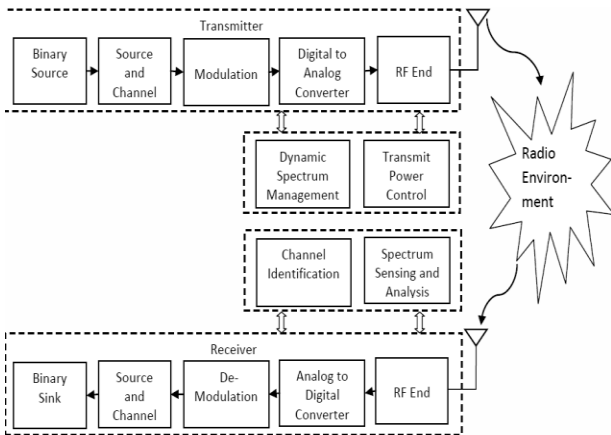 Transmitter
Binary
Source
Source
and
Channel
Modulation
Digital to
Analog
Converter
RF End
Dynamic
Spectrum
Management
Transmit
Power
Control
Radio
Environ-
ment
Channel
Identification
Spectrum
Sensing and
Analysis
Receiver
Binary
Sink
Source
and
Channel
De-
Modulation
Analog to
Digital
Converter
RF End